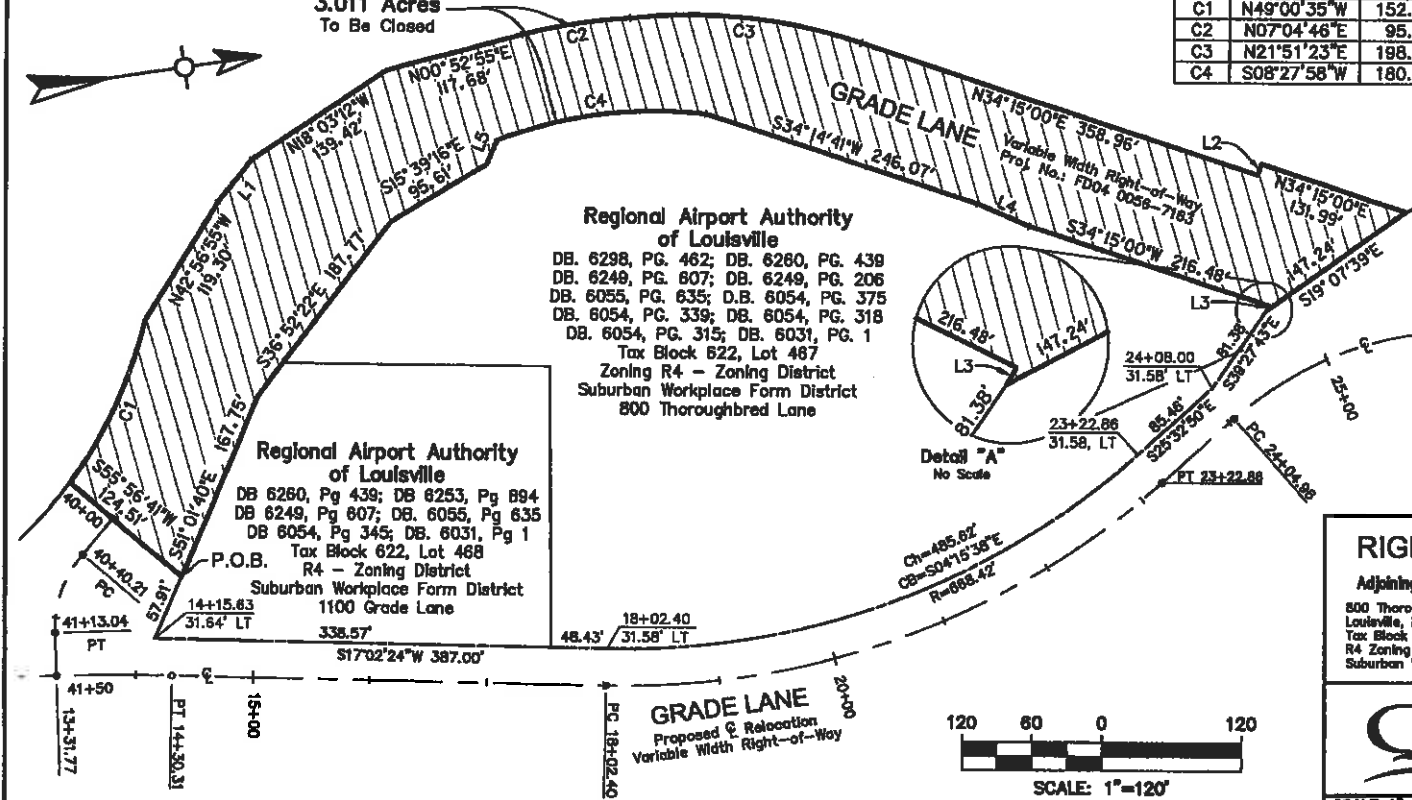 3.011 Acres
To Be Closed
C1 N49°00'35"W 152.
C2 N07°04'46"E 95.
C3 N21°51'23"E 198.
C4 S08°27'58"W 180.
C2
C3
N00°52'55"E
117.68'
C4
N18°03'12"W
139.42'
S15°39'16"E
95.61'
L5
L1
N42°56'55"W
119.30'
S36°52'22"E 187.77'
C1
167.75'
S51°01'40"E
S55°56'41"W
124.51'
GRADE LANE
Variable Width Right-of-Way
Proj. No.: FD04 0056-7163
N34°15'00"E 358.96'
S34°14'41"W 246.07'
L4
S34°15'00"W 216.48'
L2
N34°15'00"E
131.99'
147.24'
S19°07'39"E
L3
Regional Airport Authority
of Louisville
DB. 6298, PG. 462; DB. 6260, PG. 439
DB. 6249, PG. 607; DB. 6249, PG. 206
DB. 6055, PG. 635; D.B. 6054, PG. 375
DB. 6054, PG. 339; DB. 6054, PG. 318
DB. 6054, PG. 315; DB. 6031, PG. 1
Tax Block 622, Lot 467
Zoning R4 - Zoning District
Suburban Workplace Form District
800 Thoroughbred Lane
216.48'
147.24'
L3
81.38'
Detail "A"
No Scale
81.38'
S39°27'43"E
24+08.00
31.58' LT
85.46'
S25°32'50"E
23+22.86
31.58, LT
PT 23+22.86
PC 24+04.96
25+00
℄
Regional Airport Authority
of Louisville
DB 6260, Pg 439; DB 6253, Pg 894
DB 6249, Pg 607; DB. 6055, Pg 635
DB 6054, Pg 345; DB. 6031, Pg 1
Tax Block 622, Lot 468
R4 - Zoning District
Suburban Workplace Form District
1100 Grade Lane
P.O.B.
57.91'
40+00
40+40.21
PC
41+13.04
PT
41+50
13+31.77
14+15.63
31.64' LT
PT 14+30.31
℄
15+00
338.57'
48.43'
S17°02'24"W 387.00'
18+02.40
31.58' LT
PC 18+02.40
Ch=485.62'
CB=S04°15'38"E
R=668.42'
20+00
GRADE LANE
Proposed ℄ Relocation
Variable Width Right-of-Way
120 60 0 120
SCALE: 1"=120'
RIG
Adjoining
800 Thoro
Louisville,
Tax Block
R4 Zoning
Suburban